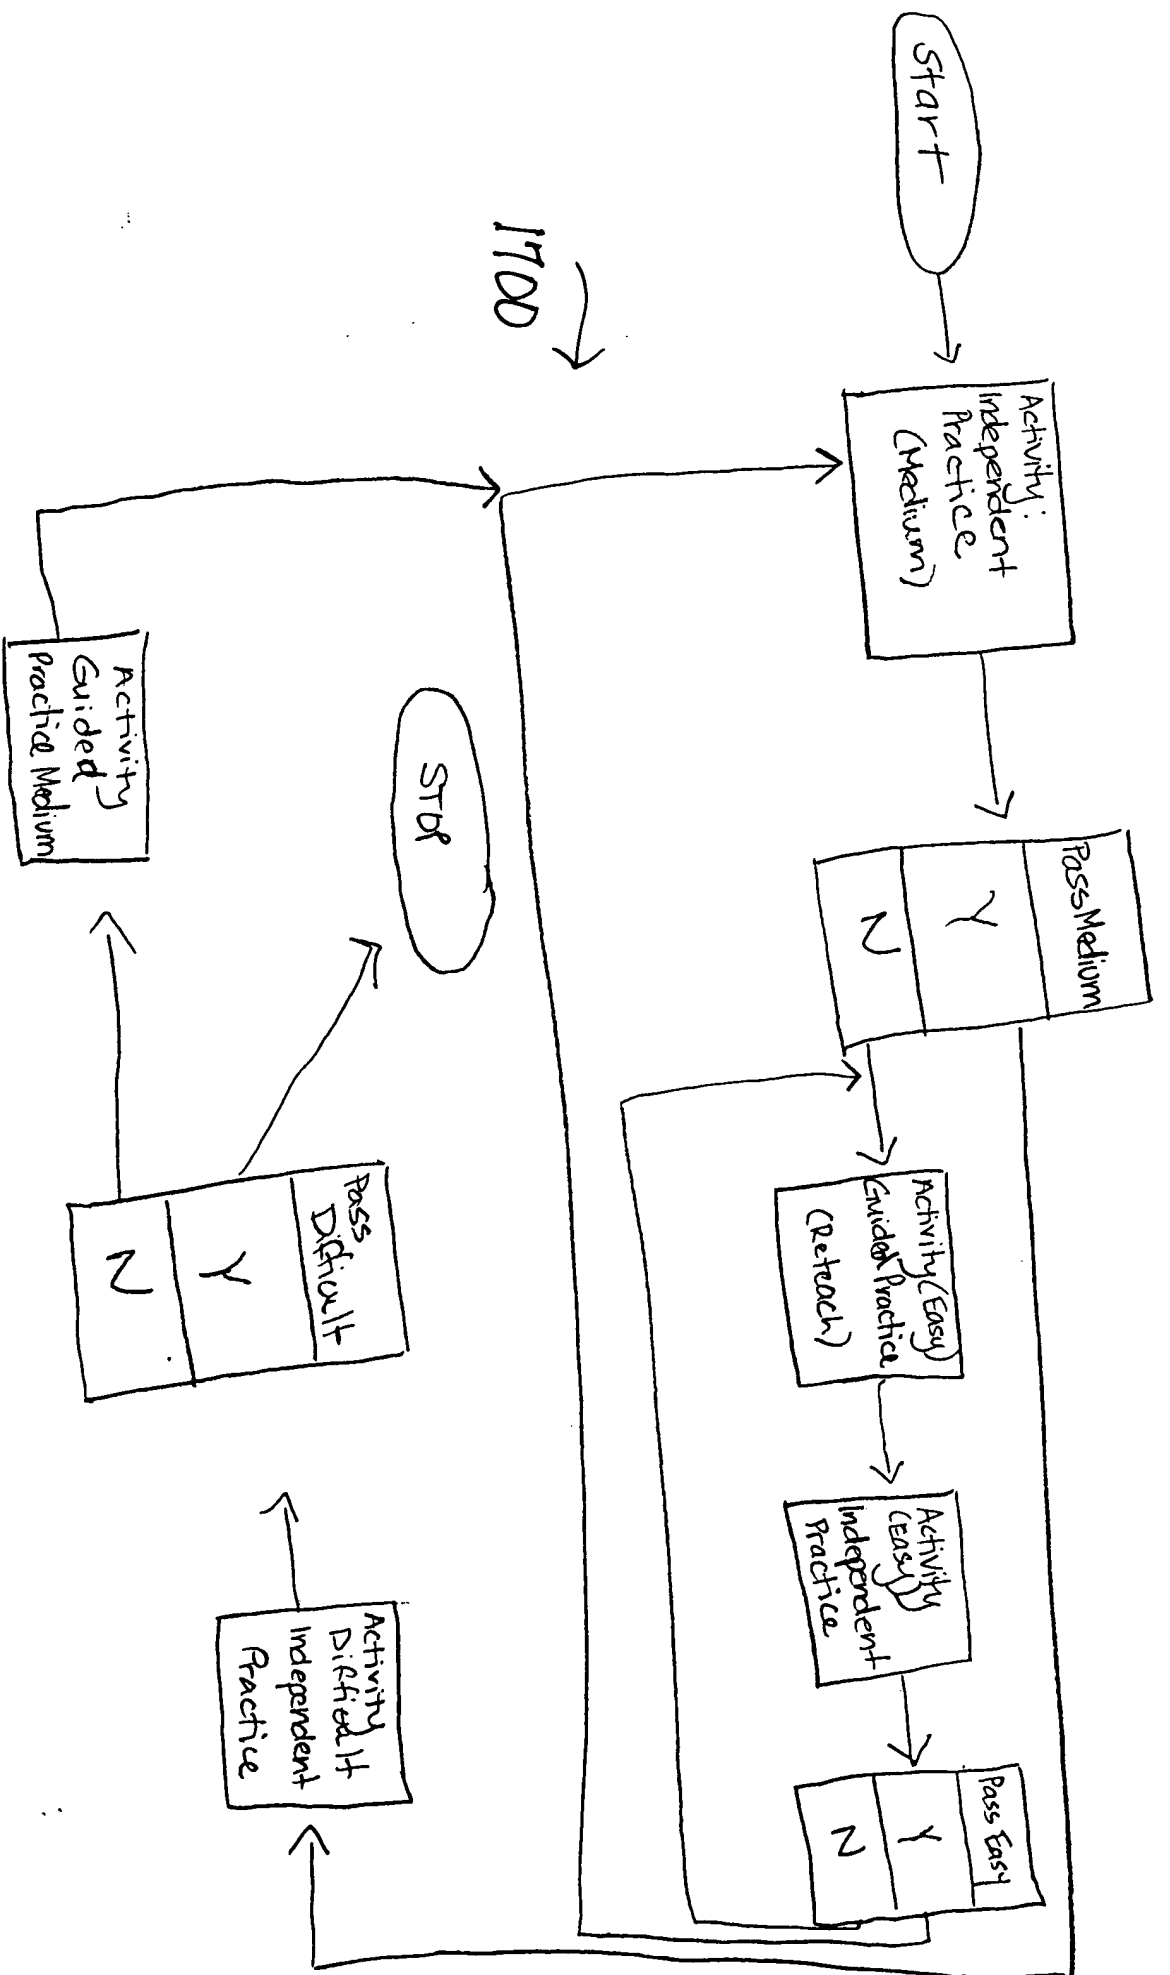 Start
Activity:
Independent
Practice
(Medium)
Pass Medium
Y
N
Activity (Easy)
Guided Practice
(Reteach)
Activity
(Easy)
Independent
Practice
Pass Easy
Y
N
1700
STOP
Pass
Difficult
Y
N
Activity
Difficult
Independent
Practice
Activity
Guided
Practice Medium